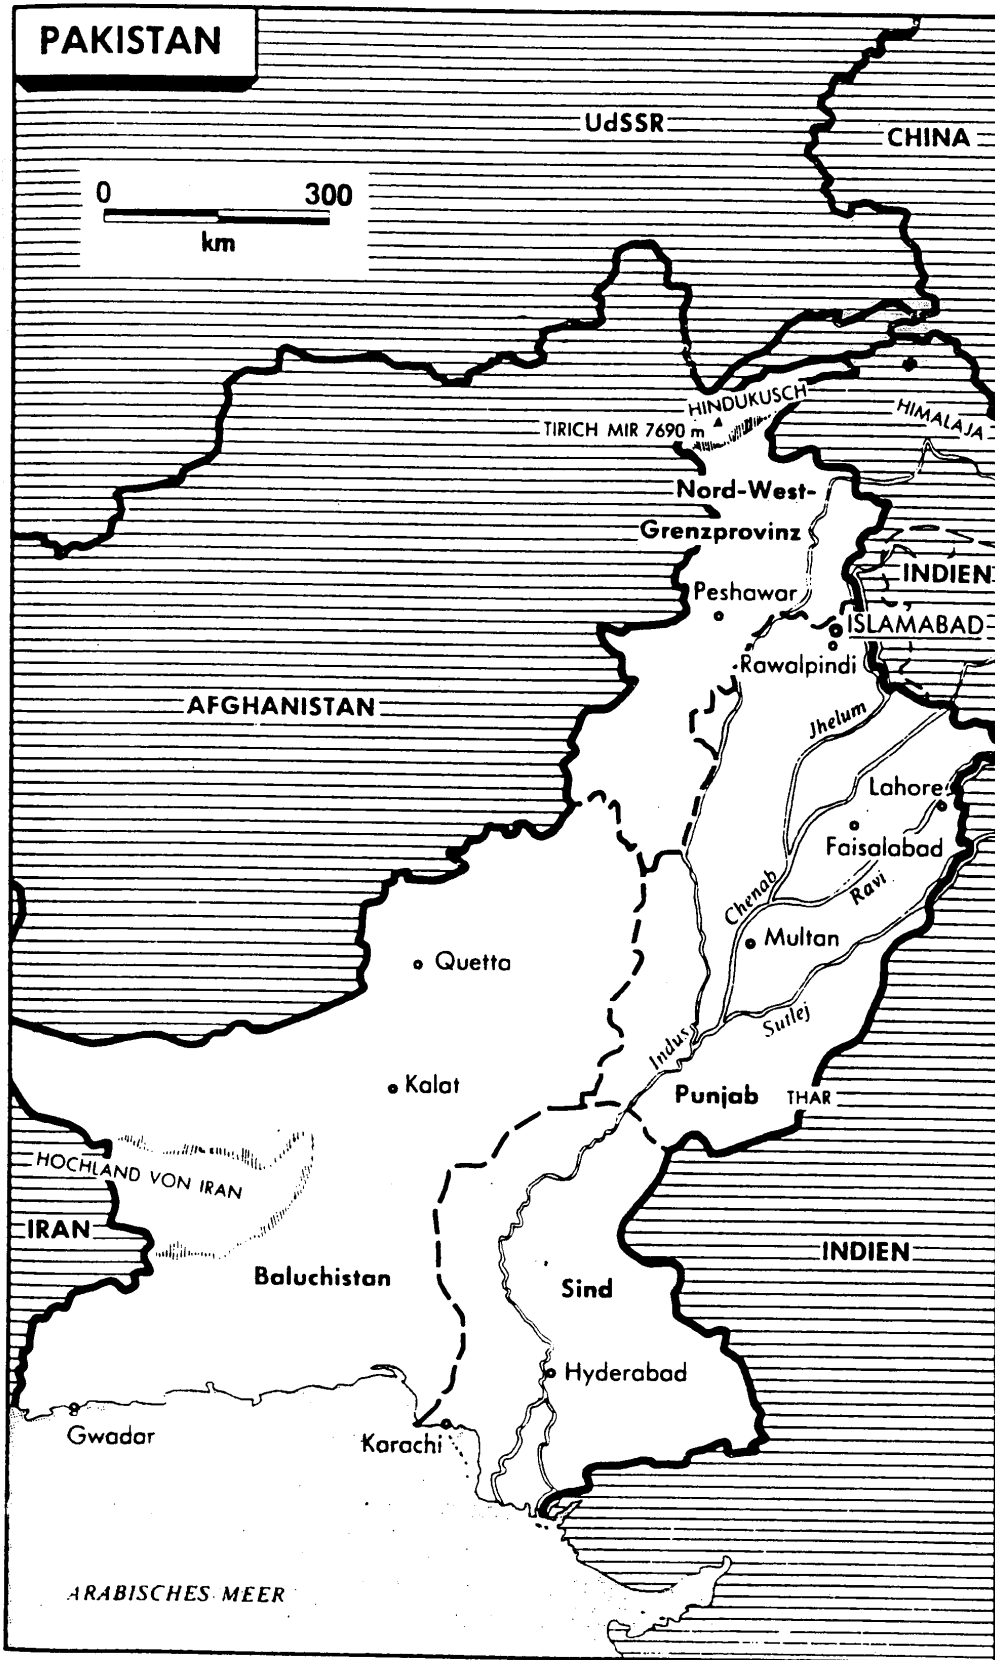 PAKISTAN
UdSSR
CHINA
0 300
km
HINDUKUSCH
TIRICH MIR 7690 m
HIMALAJA
Nord-West-
Grenzprovinz
INDIEN
Peshawar
ISLAMABAD
Rawalpindi
AFGHANISTAN
Jhelum
Lahore
Faisalabad
Chenab
Ravi
Multan
Quetta
Sutlej
Indus
Kalat
Punjab
THAR
HOCHLAND VON IRAN
IRAN
INDIEN
Baluchistan
Sind
Hyderabad
Gwadar
Karachi
ARABISCHES MEER